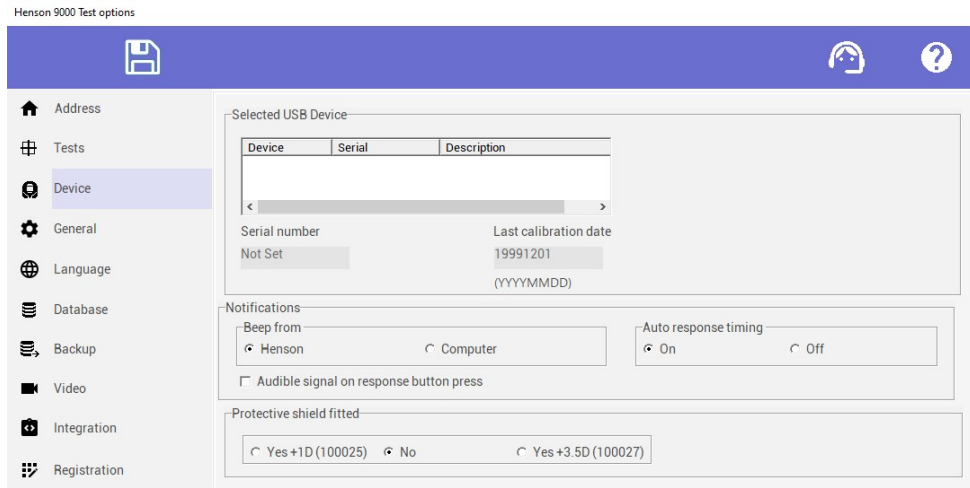 Henson 9000 Test options
Address
Tests
Device
General
Language
Database
Backup
Video
Integration
Registration
Selected USB Device
Device Serial Description
Serial number Last calibration date
Not Set 19991201
(YYYYMMDD)
Notifications
Beep from Auto response timing
Henson Computer On Off
Audible signal on response button press
Protective shield fitted
Yes +1D (100025) No Yes +3.5D (100027)